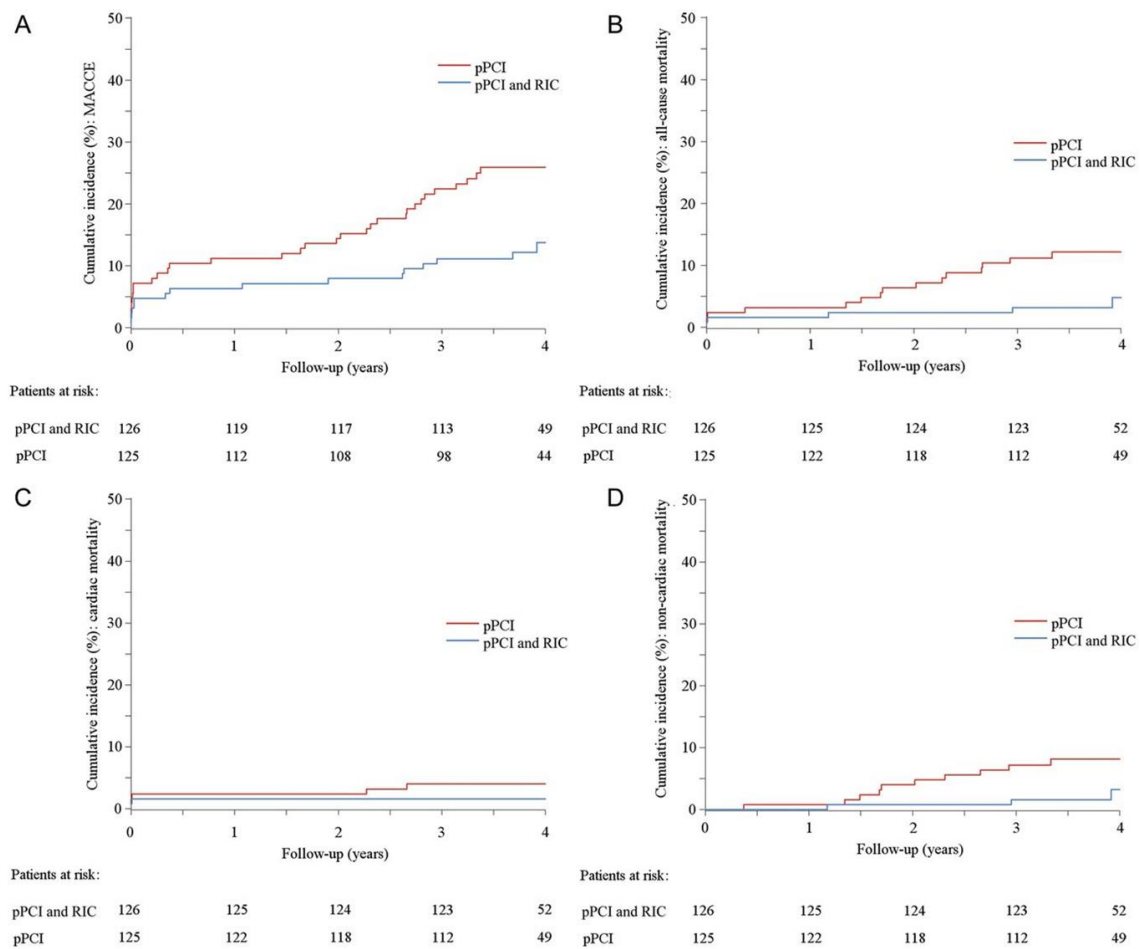 A
Cumulative incidence (%): MACCE
50
40
30
20
10
0
pPCI
pPCI and RIC
0 1 2 3 4
Follow-up (years)
Patients at risk:
pPCI and RIC 126 119 117 113 49
pPCI 125 112 108 98 44
B
Cumulative incidence (%): all-cause mortality
50
40
30
20
10
0
pPCI
pPCI and RIC
0 1 2 3 4
Follow-up (years)
Patients at risk:
pPCI and RIC 126 125 124 123 52
pPCI 125 122 118 112 49
C
Cumulative incidence (%): cardiac mortality
50
40
30
20
10
0
pPCI
pPCI and RIC
0 1 2 3 4
Follow-up (years)
Patients at risk:
pPCI and RIC 126 125 124 123 52
pPCI 125 122 118 112 49
D
Cumulative incidence (%): non-cardiac mortality
50
40
30
20
10
0
pPCI
pPCI and RIC
0 1 2 3 4
Follow-up (years)
Patients at risk:
pPCI and RIC 126 125 124 123 52
pPCI 125 122 118 112 49